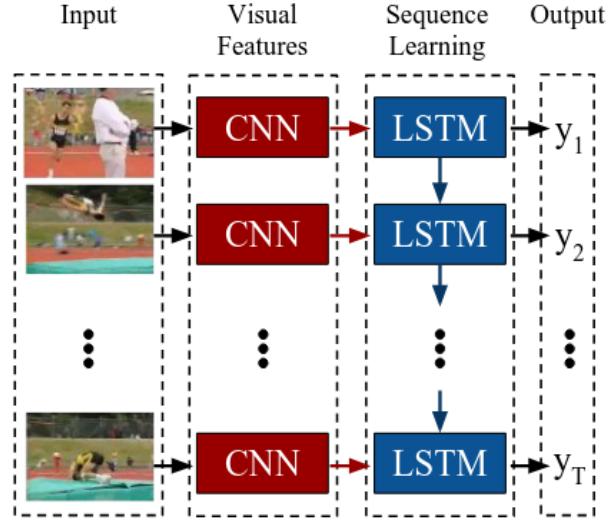 Input
Visual Features
Sequence Learning
Output
CNN
LSTM
y1
CNN
LSTM
y2
CNN
LSTM
yT